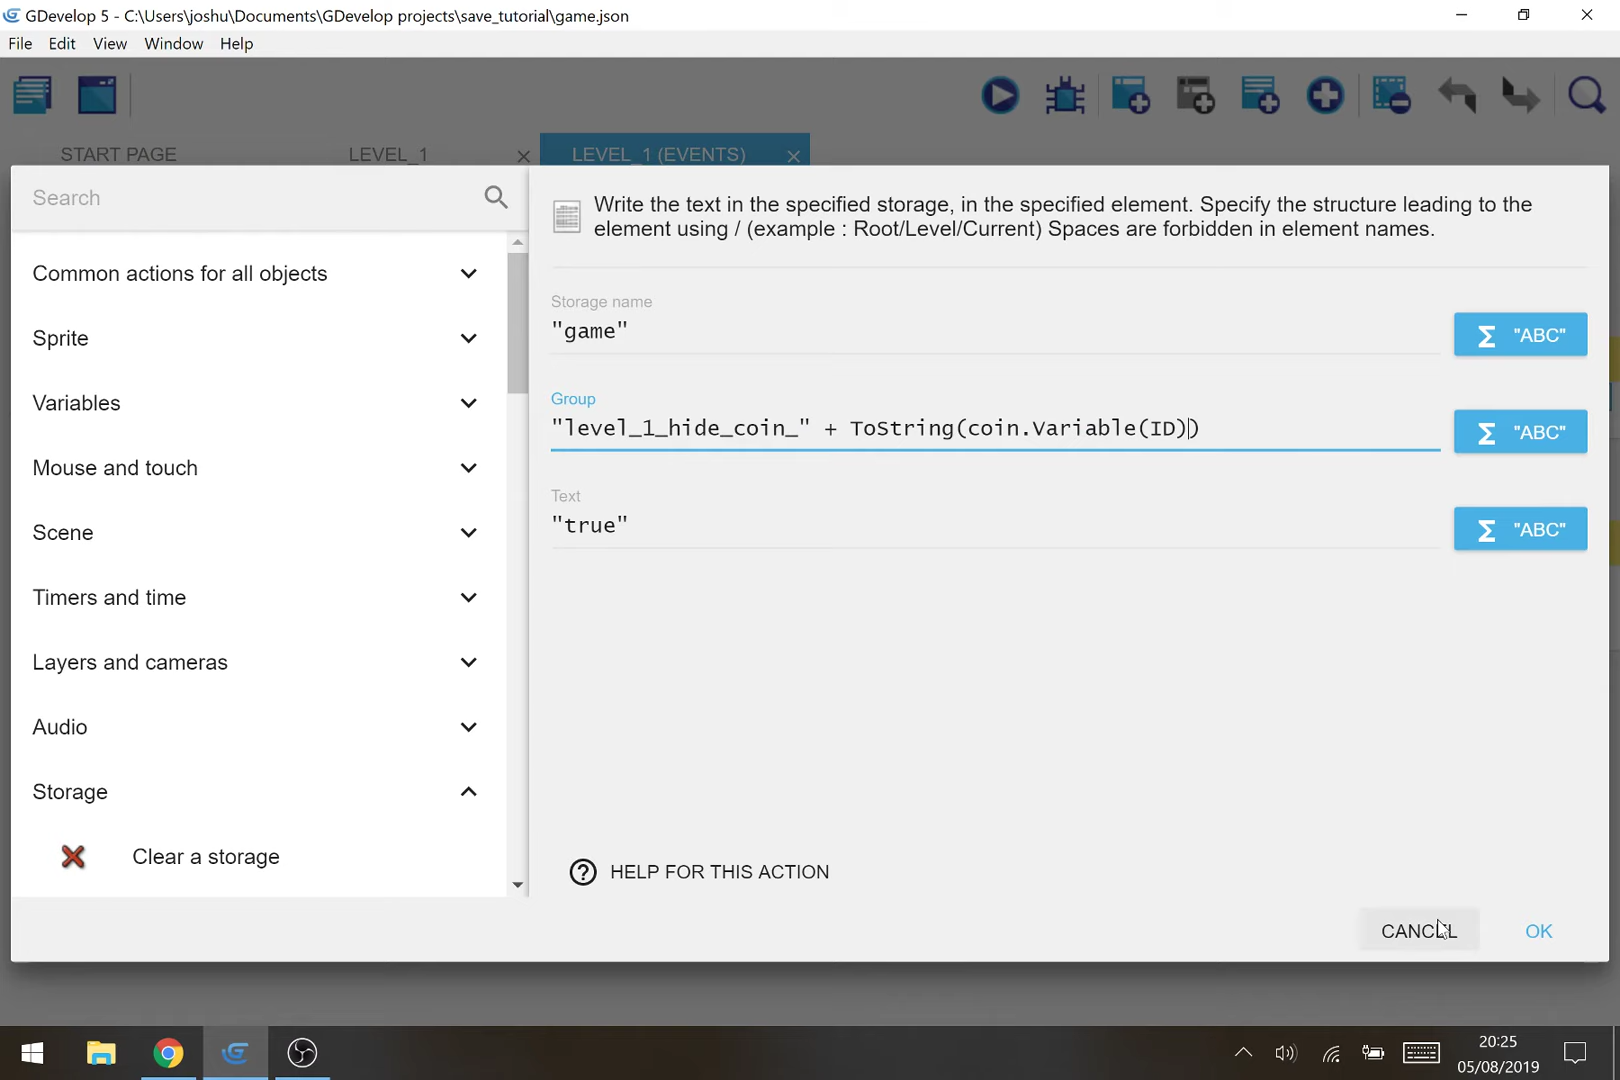 GDevelop 5 - C:\Users\joshu\Documents\GDevelop projects\save_tutorial\game.json
File Edit View Window Help
START PAGE LEVEL_1 LEVEL_1 (EVENTS)
Search
Common actions for all objects
Sprite
Variables
Mouse and touch
Scene
Timers and time
Layers and cameras
Audio
Storage
Clear a storage
Write the text in the specified storage, in the specified element. Specify the structure leading to the
element using / (example : Root/Level/Current) Spaces are forbidden in element names.
Storage name
"game"
Σ "ABC"
Group
"level_1_hide_coin_" + ToString(coin.Variable(ID))
Σ "ABC"
Text
"true"
Σ "ABC"
? HELP FOR THIS ACTION
CANCEL OK
20:25
05/08/2019